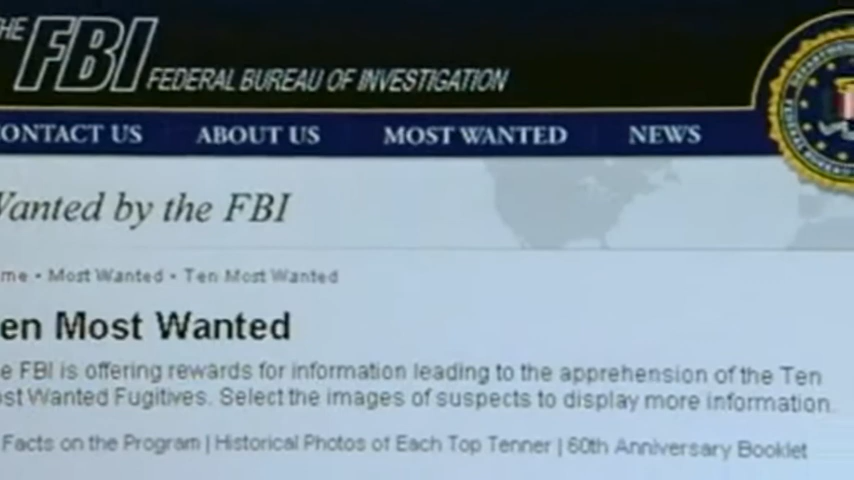 HE FBI FEDERAL BUREAU OF INVESTIGATION
ONTACT US ABOUT US MOST WANTED NEWS
Wanted by the FBI
me • Most Wanted • Ten Most Wanted
en Most Wanted
e FBI is offering rewards for information leading to the apprehension of the Ten
ost Wanted Fugitives. Select the images of suspects to display more information.
Facts on the Program | Historical Photos of Each Top Tenner | 60th Anniversary Booklet